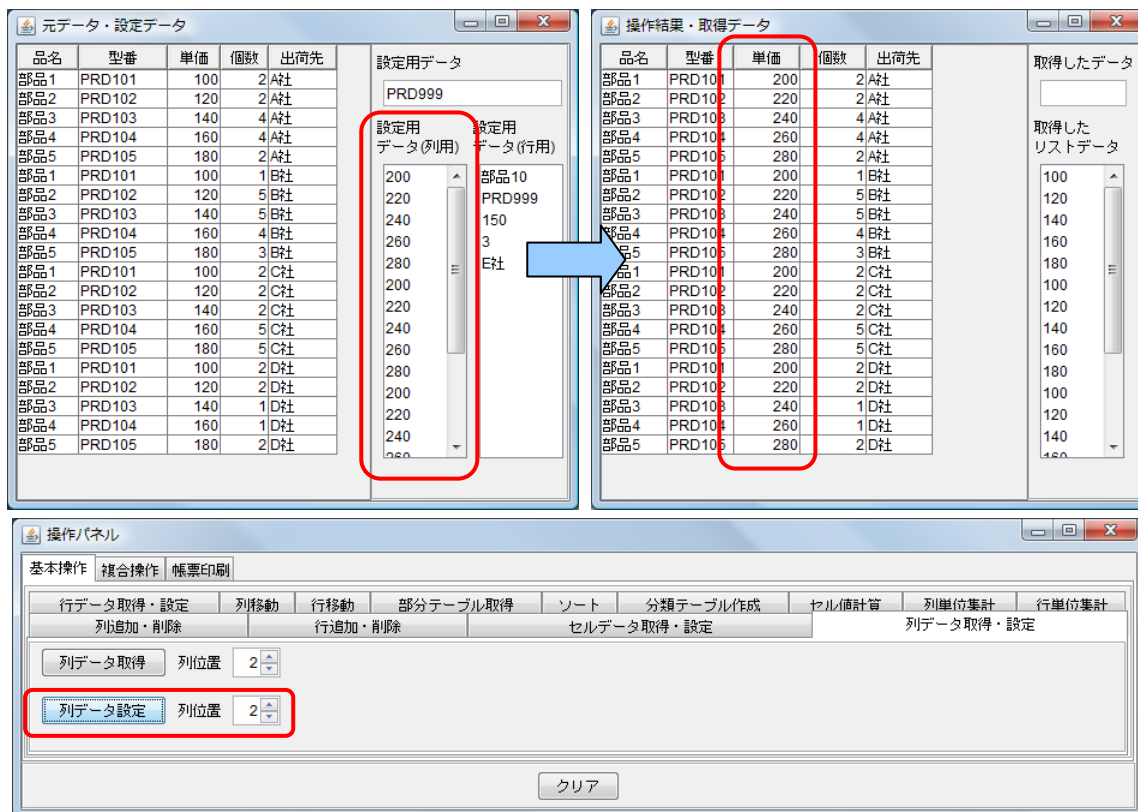 元データ・設定データ
品名 型番 単価 個数 出荷先
部品1 PRD101 100 2 A社
部品2 PRD102 120 2 A社
部品3 PRD103 140 4 A社
部品4 PRD104 160 4 A社
部品5 PRD105 180 2 A社
部品1 PRD101 100 1 B社
部品2 PRD102 120 5 B社
部品3 PRD103 140 5 B社
部品4 PRD104 160 4 B社
部品5 PRD105 180 3 B社
部品1 PRD101 100 2 C社
部品2 PRD102 120 2 C社
部品3 PRD103 140 2 C社
部品4 PRD104 160 5 C社
部品5 PRD105 180 5 C社
部品1 PRD101 100 2 D社
部品2 PRD102 120 2 D社
部品3 PRD103 140 1 D社
部品4 PRD104 160 1 D社
部品5 PRD105 180 2 D社
設定用データ
PRD999
設定用
データ(列用)
200
220
240
260
280
200
220
240
260
280
200
220
240
260
設定用
データ(行用)
部品10
PRD999
150
3
E社
操作結果・取得データ
品名 型番 単価 個数 出荷先
部品1 PRD101 200 2 A社
部品2 PRD102 220 2 A社
部品3 PRD103 240 4 A社
部品4 PRD104 260 4 A社
部品5 PRD105 280 2 A社
部品1 PRD101 200 1 B社
部品2 PRD102 220 5 B社
部品3 PRD103 240 5 B社
部品4 PRD104 260 4 B社
部品5 PRD105 280 3 B社
部品1 PRD101 200 2 C社
部品2 PRD102 220 2 C社
部品3 PRD103 240 2 C社
部品4 PRD104 260 5 C社
部品5 PRD105 280 5 C社
部品1 PRD101 200 2 D社
部品2 PRD102 220 2 D社
部品3 PRD103 240 1 D社
部品4 PRD104 260 1 D社
部品5 PRD105 280 2 D社
取得したデータ
取得した
リストデータ
100
120
140
160
180
100
120
140
160
180
100
120
140
160
操作パネル
基本操作 複合操作 帳票印刷
行データ取得・設定 列移動 行移動 部分テーブル取得 ソート 分類テーブル作成 セル値計算 列単位集計 行単位集計
列追加・削除 行追加・削除 セルデータ取得・設定 列データ取得・設定
列データ取得 列位置 2
列データ設定 列位置 2
クリア